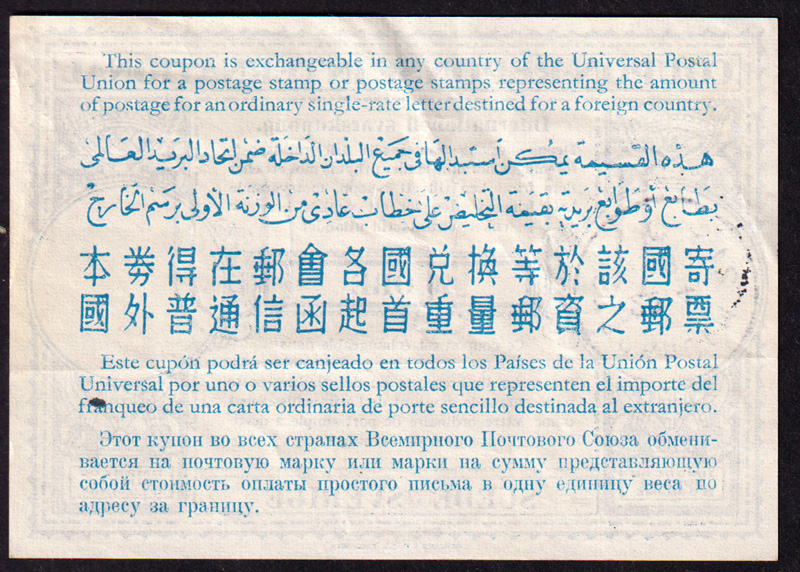 This coupon is exchangeable in any country of the Universal Postal
Union for a postage stamp or postage stamps representing the amount
of postage for an ordinary single-rate letter destined for a foreign country.
هذه القسيمة يمكن استبدالها في جميع البلدان الداخلة ضمن اتحاد البريد العالمى
بطابع أو طوابع بريدية بقيمة التخليص على خطاب عادى من الوزنة الأولى برسم الخارج
本劵得在郵會各國兌換等於該國寄
國外普通信函起首重量郵資之郵票
Este cupón podrá ser canjeado en todos los Países de la Unión Postal
Universal por uno o varios sellos postales que representen el importe del
franqueo de una carta ordinaria de porte sencillo destinada al extranjero.
Этот купон во всех странах Всемирного Почтового Союза обмени-
вается на почтовую марку или марки на сумму представляющую
собой стоимость оплаты простого письма в одну единицу веса по
адресу за границу.